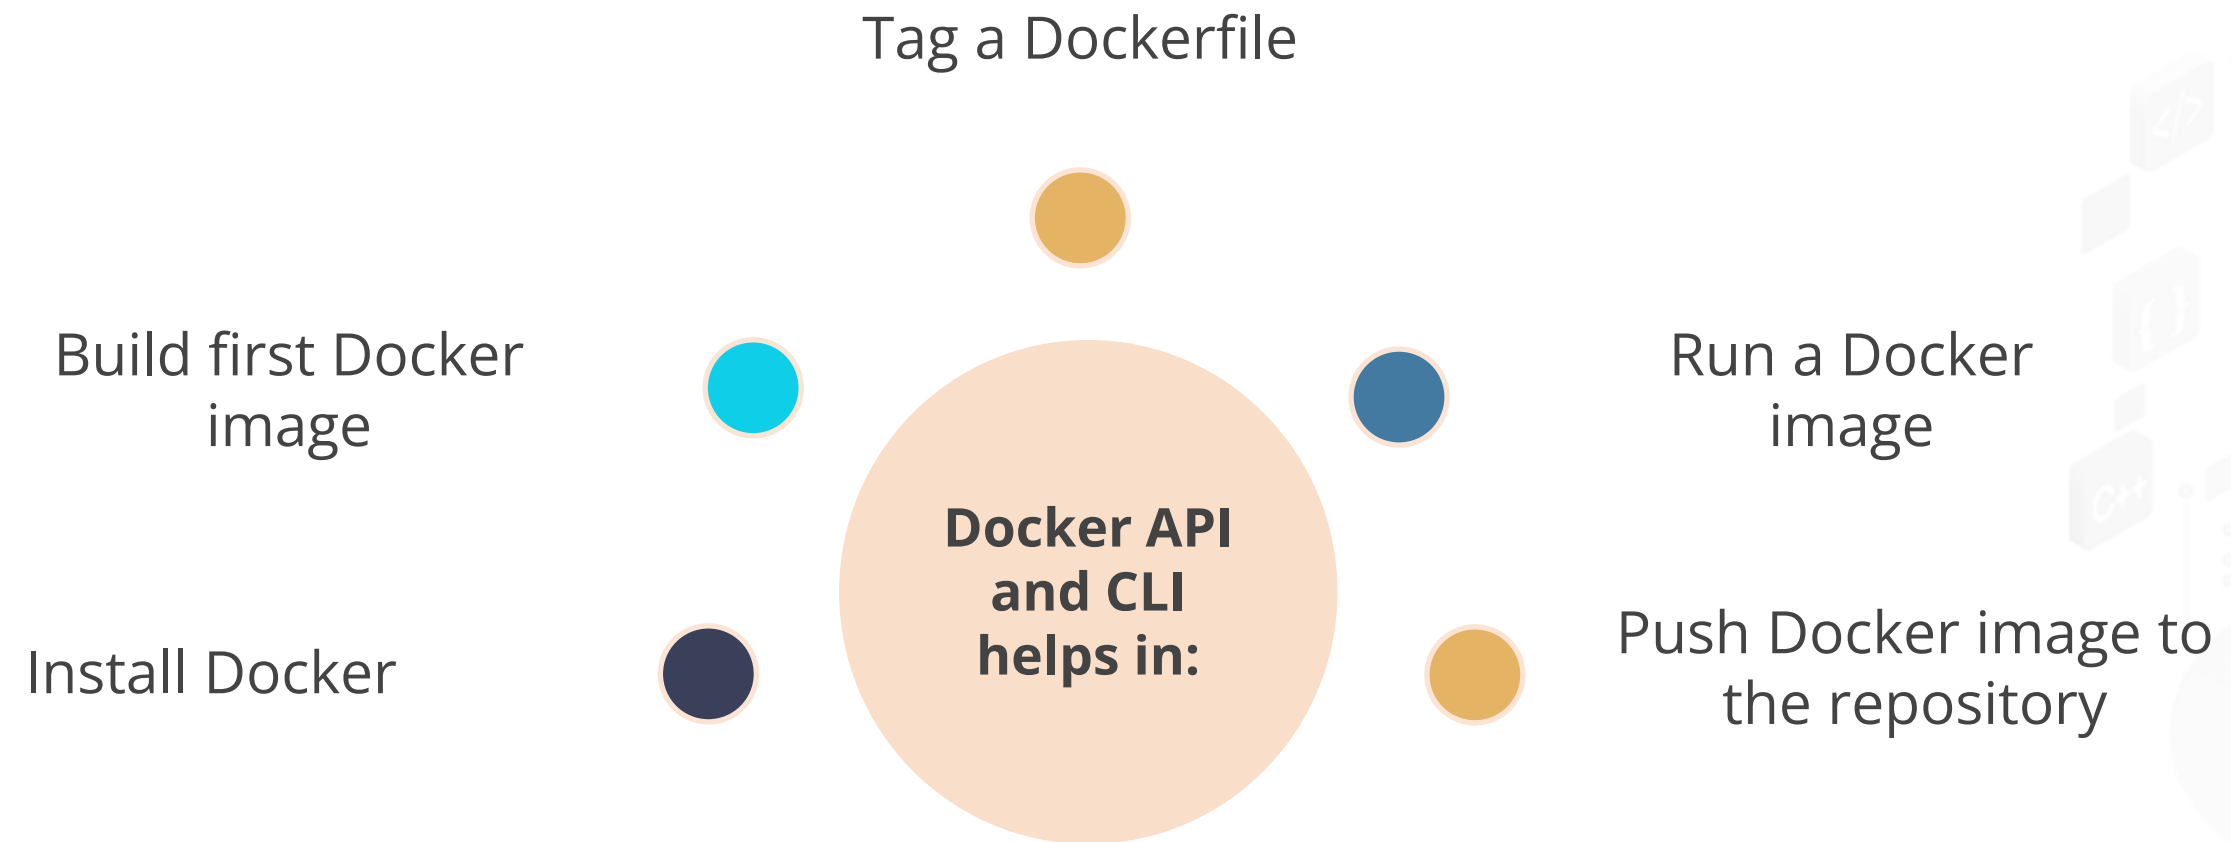 Tag a Dockerfile
Build first Docker
image
Run a Docker
image
Docker API
and CLI
helps in:
Install Docker
Push Docker image to
the repository
</>
{ }
C++